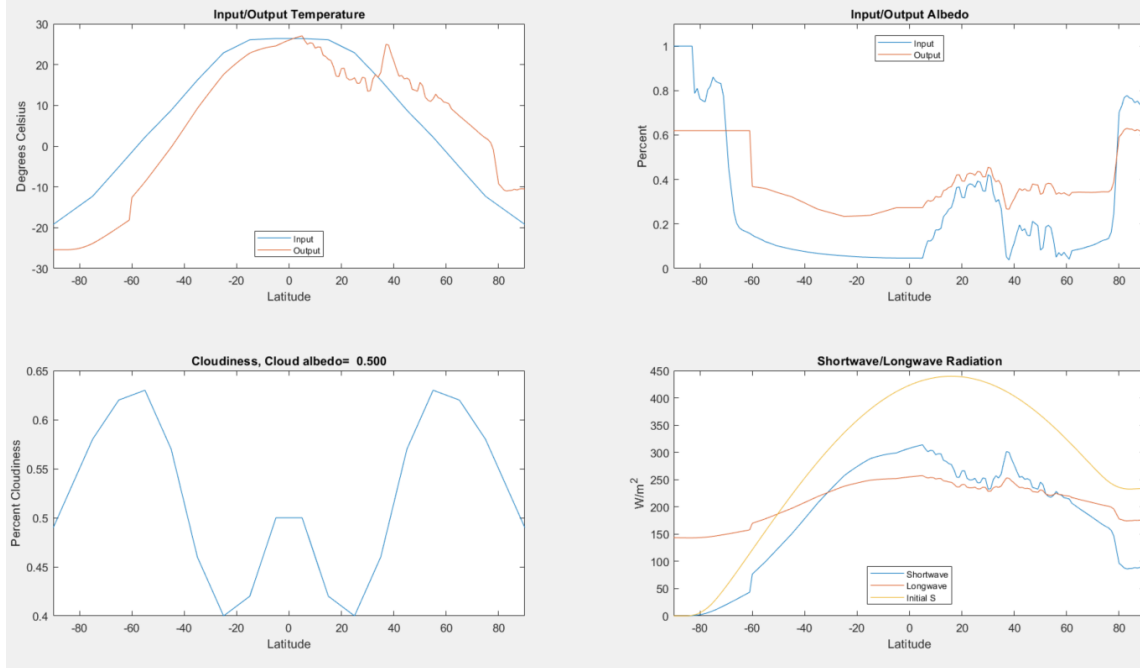 Input/Output Temperature
30
20
10
0
-10
-20
-30
Degrees Celsius
Input
Output
-80 -60 -40 -20 0 20 40 60 80
Latitude
Input/Output Albedo
1
0.8
0.6
0.4
0.2
0
Percent
Input
Output
-80 -60 -40 -20 0 20 40 60 80
Latitude
Cloudiness, Cloud albedo= 0.500
0.65
0.6
0.55
0.5
0.45
0.4
Percent Cloudiness
-80 -60 -40 -20 0 20 40 60 80
Latitude
Shortwave/Longwave Radiation
450
400
350
300
250
200
150
100
50
0
W/m²
Shortwave
Longwave
Initial S
-80 -60 -40 -20 0 20 40 60 80
Latitude